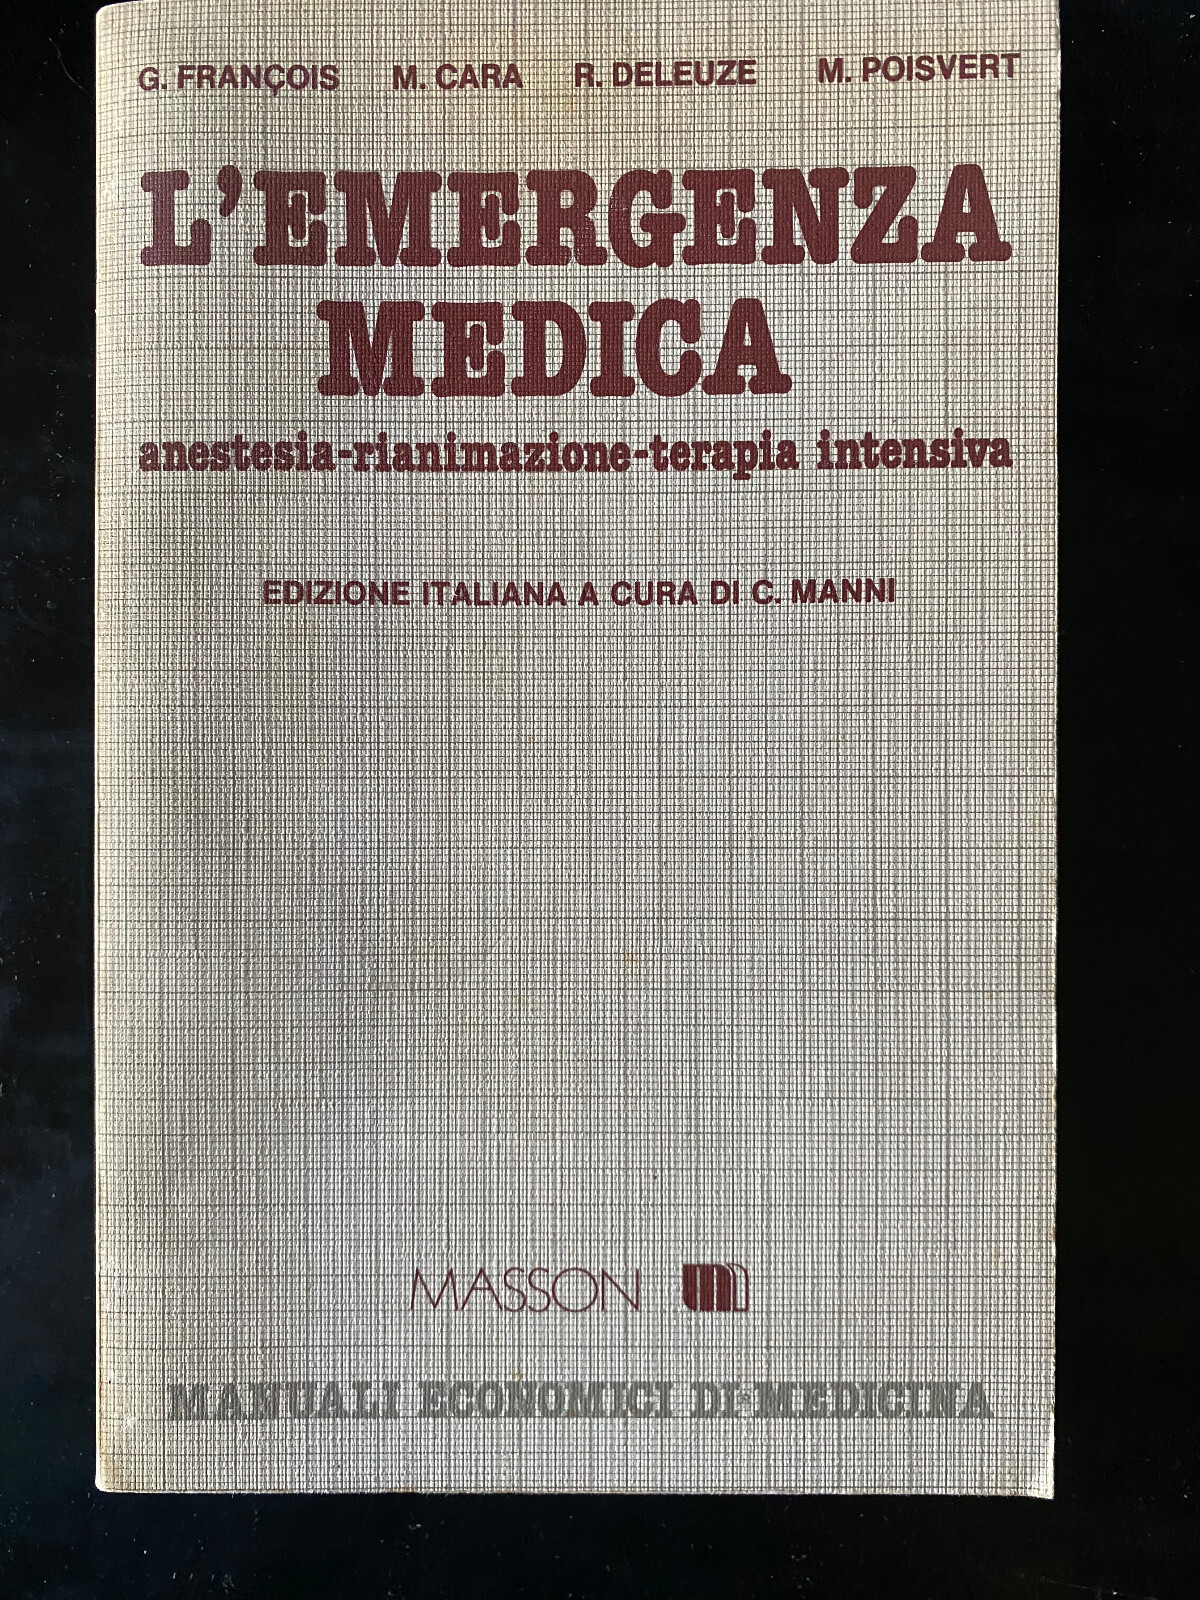 G. FRANÇOIS M. CARA R. DELEUZE M. POISVERT
L'EMERGENZA
MEDICA
anestesia-rianimazione-terapia intensiva
EDIZIONE ITALIANA A CURA DI C. MANNI
MASSON m
MANUALI ECONOMICI DI MEDICINA